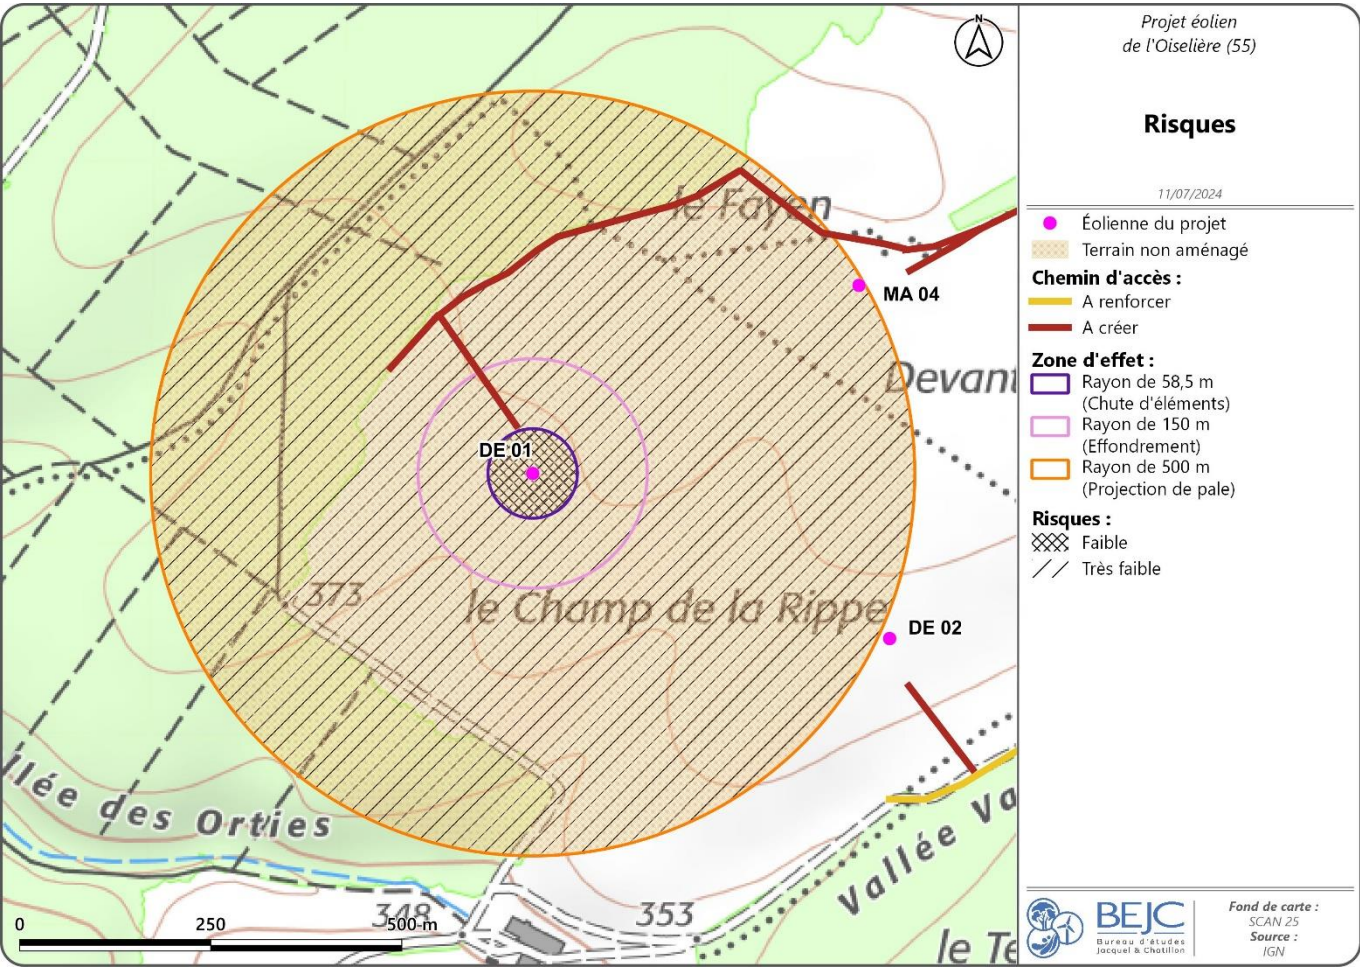 N
le Fayen
MA 04
Devant
DE 01
373
le Champ de la Rippe
DE 02
llée des Orties
Vallée Va
348
353
le Te
0
250
500 m
Projet éolien
de l'Oiselière (55)
Risques
11/07/2024
Éolienne du projet
Terrain non aménagé
Chemin d'accès :
A renforcer
A créer
Zone d'effet :
Rayon de 58,5 m
(Chute d'éléments)
Rayon de 150 m
(Effondrement)
Rayon de 500 m
(Projection de pale)
Risques :
Faible
Très faible
BEJC
Bureau d'études
Jacquel & Chatillon
Fond de carte :
SCAN 25
Source :
IGN